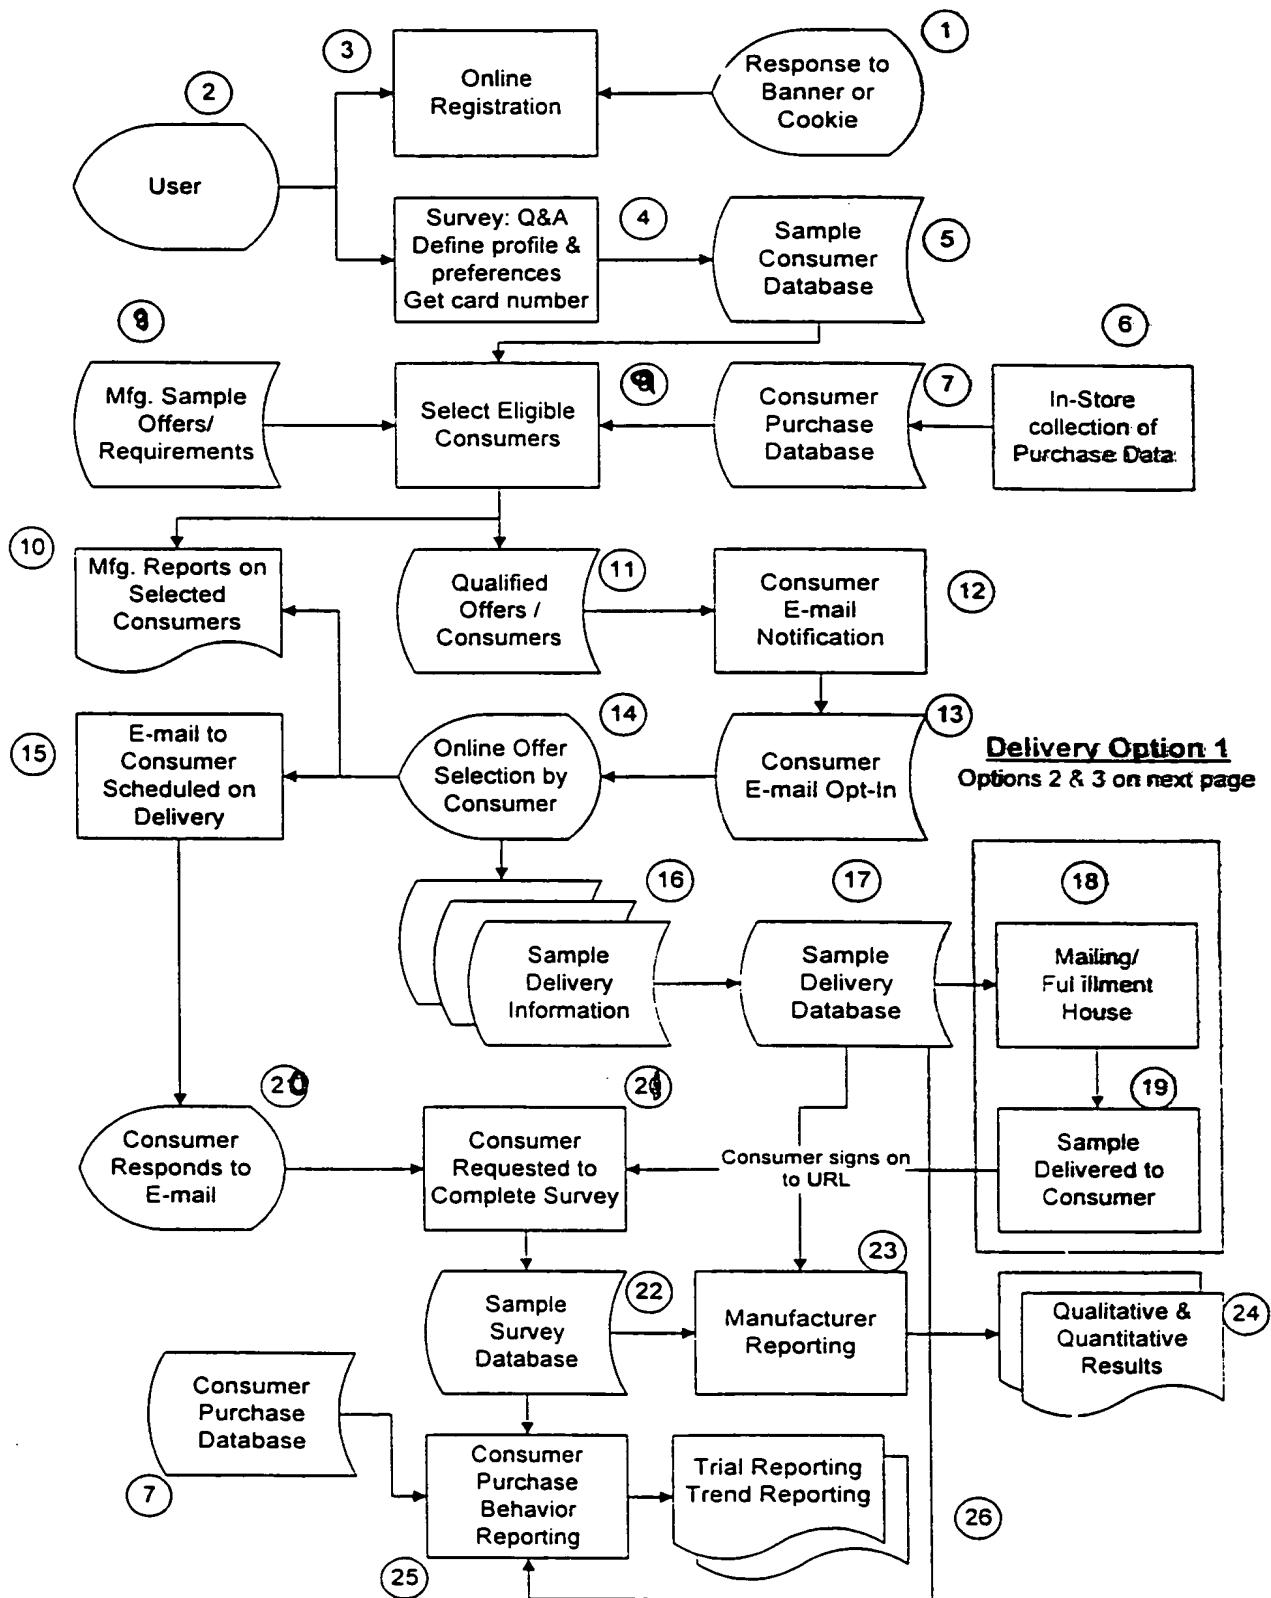 1
3
Response to
Banner or
Cookie
Online
Registration
2
User
Survey: Q&A
Define profile &
preferences
Get card number
4
Sample
Consumer
Database
5
6
Mfg. Sample
Offers/
Requirements
Select Eligible
Consumers
Consumer
Purchase
Database
7
In-Store
collection of
Purchase Data
10
Mfg. Reports on
Selected
Consumers
Qualified
Offers /
Consumers
11
Consumer
E-mail
Notification
12
15
E-mail to
Consumer
Scheduled on
Delivery
14
Online Offer
Selection by
Consumer
Consumer
E-mail Opt-In
13
Delivery Option 1
Options 2 & 3 on next page
16
Sample
Delivery
Information
17
Sample
Delivery
Database
18
Mailing/
Ful illment
House
20
Consumer
Responds to
E-mail
Consumer
Requested to
Complete Survey
Consumer signs on
to URL
19
Sample
Delivered to
Consumer
22
Sample
Survey
Database
23
Manufacturer
Reporting
24
Qualitative &
Quantitative
Results
Consumer
Purchase
Database
7
Consumer
Purchase
Behavior
Reporting
25
Trial Reporting
Trend Reporting
26